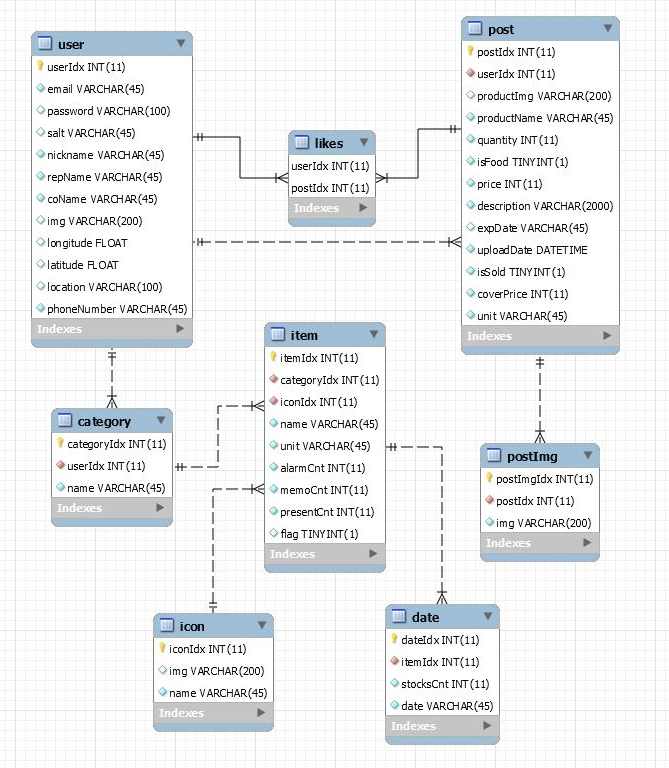 user
userIdx INT(11)
email VARCHAR(45)
password VARCHAR(100)
salt VARCHAR(45)
nickname VARCHAR(45)
repName VARCHAR(45)
coName VARCHAR(45)
img VARCHAR(200)
longitude FLOAT
latitude FLOAT
location VARCHAR(100)
phoneNumber VARCHAR(45)
Indexes
likes
userIdx INT(11)
postIdx INT(11)
Indexes
post
postIdx INT(11)
userIdx INT(11)
productImg VARCHAR(200)
productName VARCHAR(45)
quantity INT(11)
isFood TINYINT(1)
price INT(11)
description VARCHAR(2000)
expDate VARCHAR(45)
uploadDate DATETIME
isSold TINYINT(1)
coverPrice INT(11)
unit VARCHAR(45)
Indexes
category
categoryIdx INT(11)
userIdx INT(11)
name VARCHAR(45)
Indexes
item
itemIdx INT(11)
categoryIdx INT(11)
iconIdx INT(11)
name VARCHAR(45)
unit VARCHAR(45)
alarmCnt INT(11)
memoCnt INT(11)
presentCnt INT(11)
flag TINYINT(1)
Indexes
postImg
postImgIdx INT(11)
postIdx INT(11)
img VARCHAR(200)
Indexes
icon
iconIdx INT(11)
img VARCHAR(200)
name VARCHAR(45)
Indexes
date
dateIdx INT(11)
itemIdx INT(11)
stocksCnt INT(11)
date VARCHAR(45)
Indexes